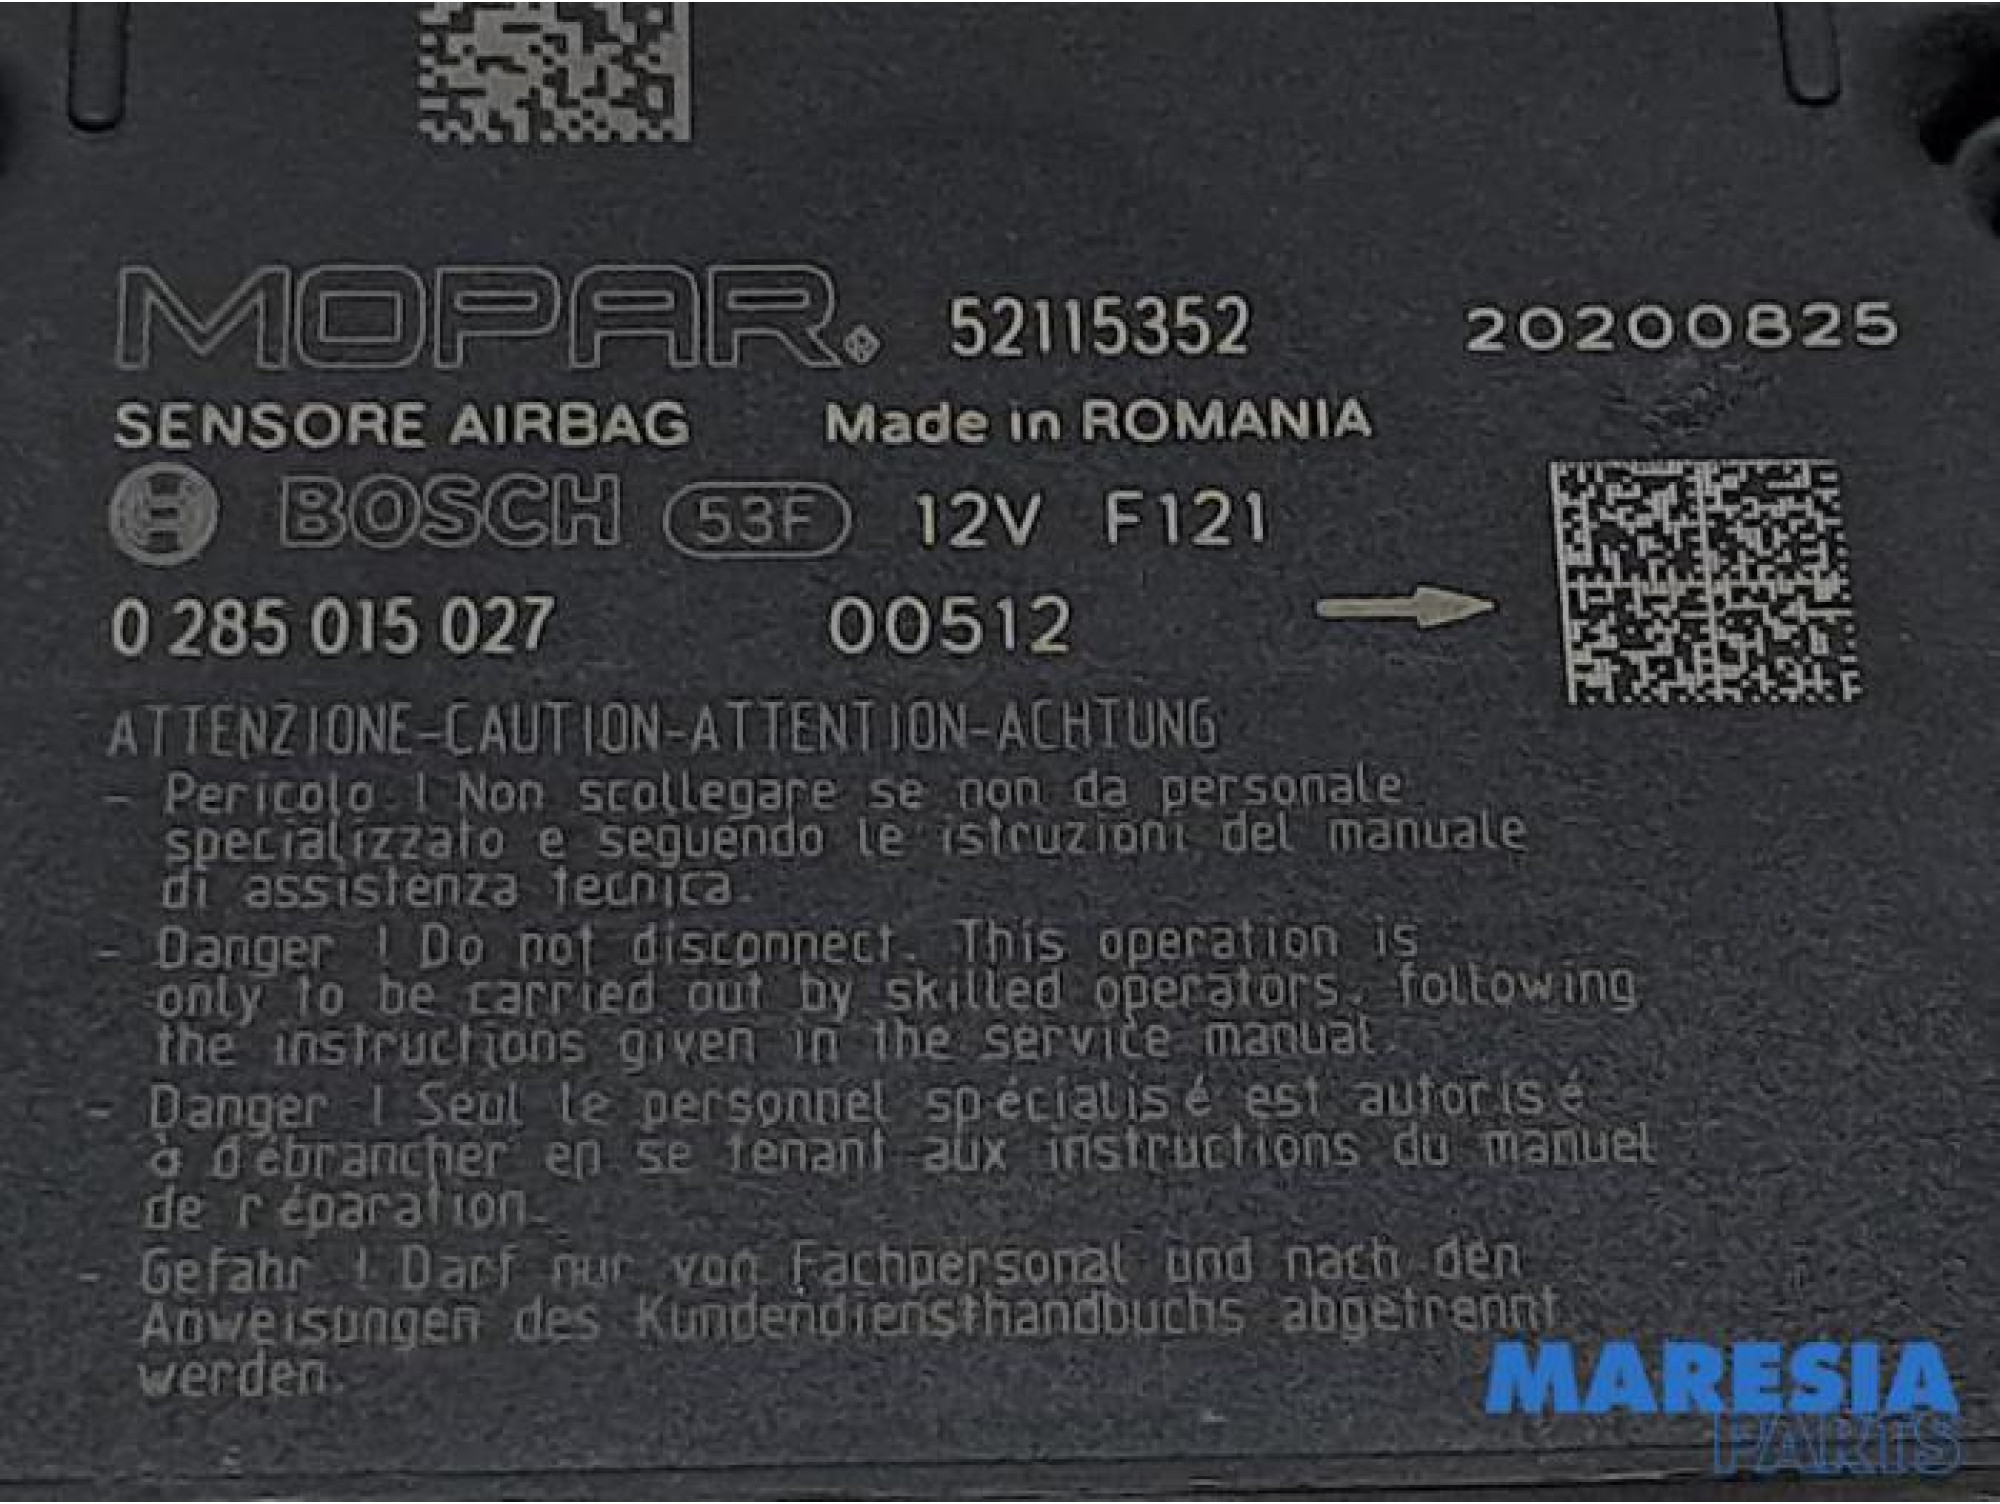 MOPAR 52115352 20200825
SENSORE AIRBAG Made in ROMANIA
BOSCH 53F 12V F121
0 285 015 027 00512
ATTENZIONE-CAUTION-ATTENTION-ACHTUNG
- Pericolo ! Non scollegare se non da personale
specializzato e seguendo le istruzioni del manuale
di assistenza tecnica.
- Danger ! Do not disconnect. This operation is
only to be carried out by skilled operators, following
the instructions given in the service manual.
- Danger ! Seul le personnel spécialisé est autorisé
à débrancher en se tenant aux instructions du manuel
de réparation.
- Gefahr ! Darf nur von Fachpersonal und nach den
Anweisungen des Kundendiensthandbuchs abgetrennt
werden.
MARESIA
PARTS